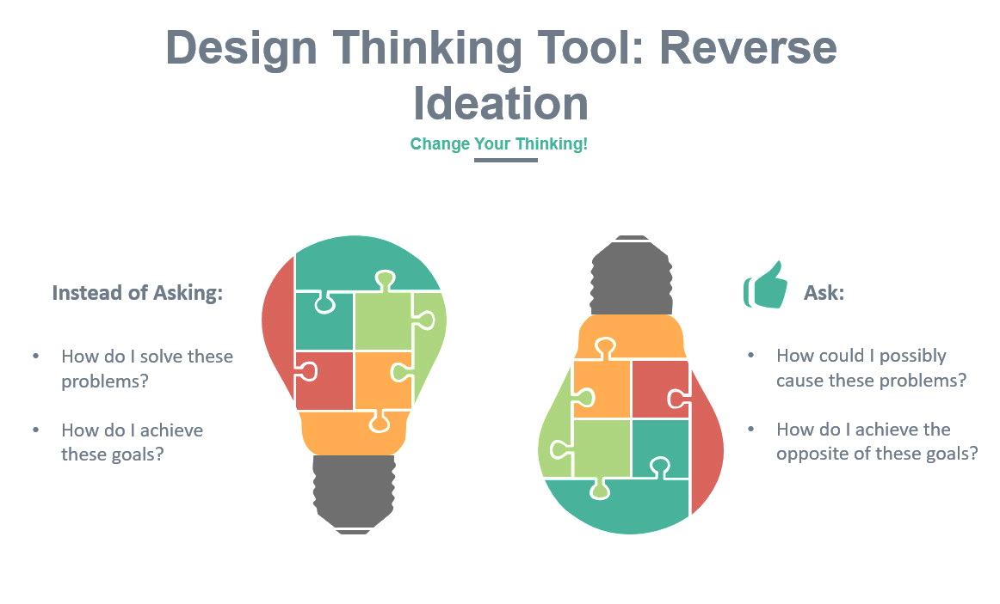 Design Thinking Tool: Reverse
Ideation
Change Your Thinking!
Instead of Asking:
• How do I solve these
problems?
• How do I achieve
these goals?
Ask:
• How could I possibly
cause these problems?
• How do I achieve the
opposite of these goals?